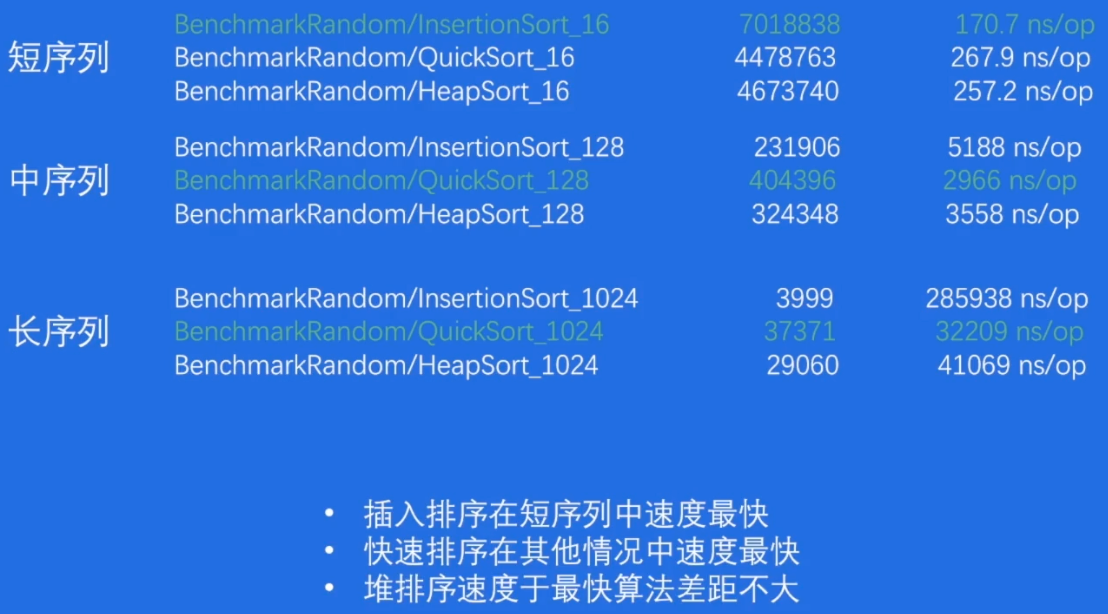 BenchmarkRandom/InsertionSort_16 7018838 170.7 ns/op
短序列 BenchmarkRandom/QuickSort_16 4478763 267.9 ns/op
BenchmarkRandom/HeapSort_16 4673740 257.2 ns/op
BenchmarkRandom/InsertionSort_128 231906 5188 ns/op
中序列 BenchmarkRandom/QuickSort_128 404396 2966 ns/op
BenchmarkRandom/HeapSort_128 324348 3558 ns/op
BenchmarkRandom/InsertionSort_1024 3999 285938 ns/op
长序列 BenchmarkRandom/QuickSort_1024 37371 32209 ns/op
BenchmarkRandom/HeapSort_1024 29060 41069 ns/op
• 插入排序在短序列中速度最快
• 快速排序在其他情况中速度最快
• 堆排序速度于最快算法差距不大